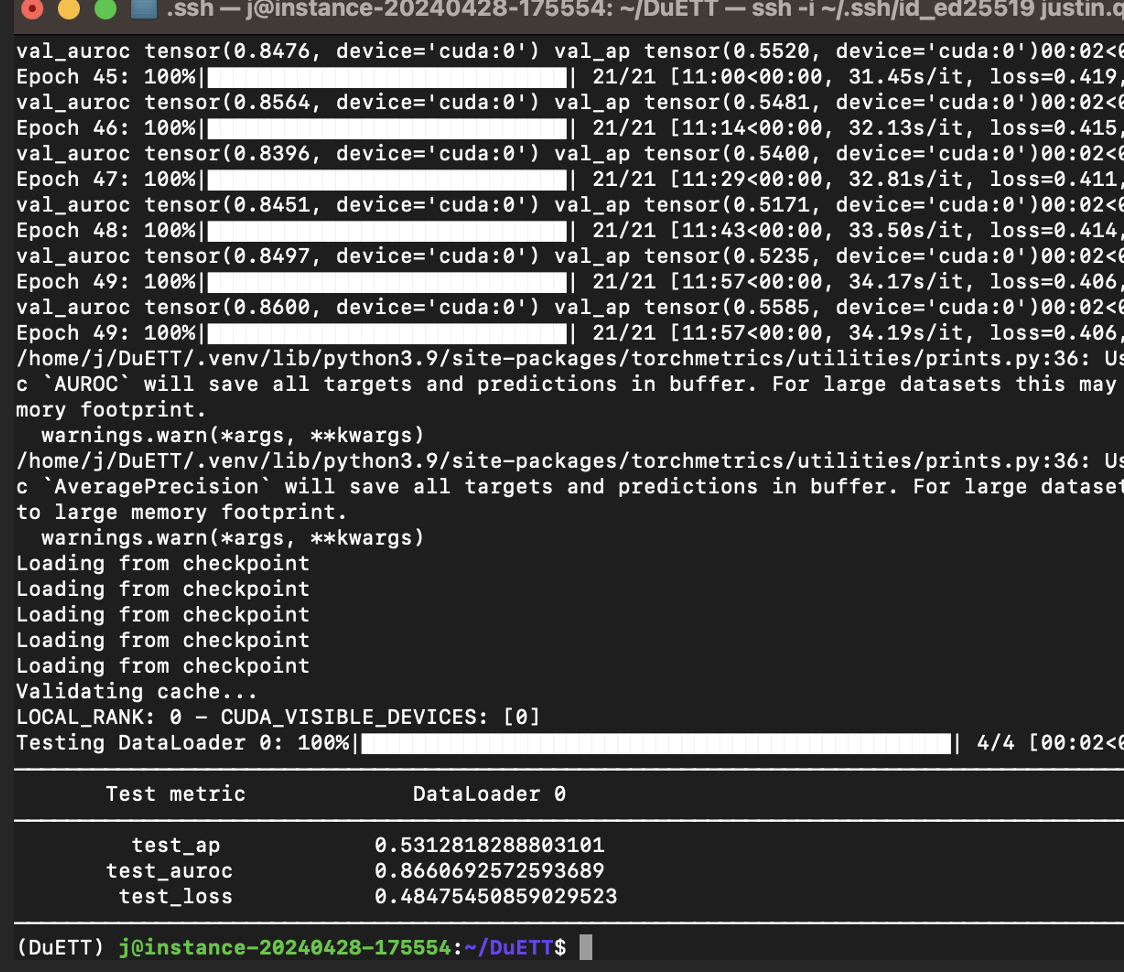 .ssh — j@instance-20240428-175554: ~/DuETT — ssh -i ~/.ssh/id_ed25519 justin.q
val_auroc tensor(0.8476, device='cuda:0') val_ap tensor(0.5520, device='cuda:0')00:02<0
Epoch 45: 100%|| 21/21 [11:00<00:00, 31.45s/it, loss=0.419,
val_auroc tensor(0.8564, device='cuda:0') val_ap tensor(0.5481, device='cuda:0')00:02<0
Epoch 46: 100%|| 21/21 [11:14<00:00, 32.13s/it, loss=0.415,
val_auroc tensor(0.8396, device='cuda:0') val_ap tensor(0.5400, device='cuda:0')00:02<0
Epoch 47: 100%|| 21/21 [11:29<00:00, 32.81s/it, loss=0.411,
val_auroc tensor(0.8451, device='cuda:0') val_ap tensor(0.5171, device='cuda:0')00:02<0
Epoch 48: 100%|| 21/21 [11:43<00:00, 33.50s/it, loss=0.414,
val_auroc tensor(0.8497, device='cuda:0') val_ap tensor(0.5235, device='cuda:0')00:02<0
Epoch 49: 100%|| 21/21 [11:57<00:00, 34.17s/it, loss=0.406,
val_auroc tensor(0.8600, device='cuda:0') val_ap tensor(0.5585, device='cuda:0')00:02<0
Epoch 49: 100%|| 21/21 [11:57<00:00, 34.19s/it, loss=0.406,
/home/j/DuETT/.venv/lib/python3.9/site-packages/torchmetrics/utilities/prints.py:36: Us
c `AUROC` will save all targets and predictions in buffer. For large datasets this may
mory footprint.
warnings.warn(*args, **kwargs)
/home/j/DuETT/.venv/lib/python3.9/site-packages/torchmetrics/utilities/prints.py:36: Us
c `AveragePrecision` will save all targets and predictions in buffer. For large dataset
to large memory footprint.
warnings.warn(*args, **kwargs)
Loading from checkpoint
Loading from checkpoint
Loading from checkpoint
Loading from checkpoint
Loading from checkpoint
Validating cache...
LOCAL_RANK: 0 - CUDA_VISIBLE_DEVICES: [0]
Testing DataLoader 0: 100%|| 4/4 [00:02<0
Test metric DataLoader 0
test_ap 0.5312818288803101
test_auroc 0.8660692572593689
test_loss 0.48475450859029523
(DuETT) j@instance-20240428-175554:~/DuETT$